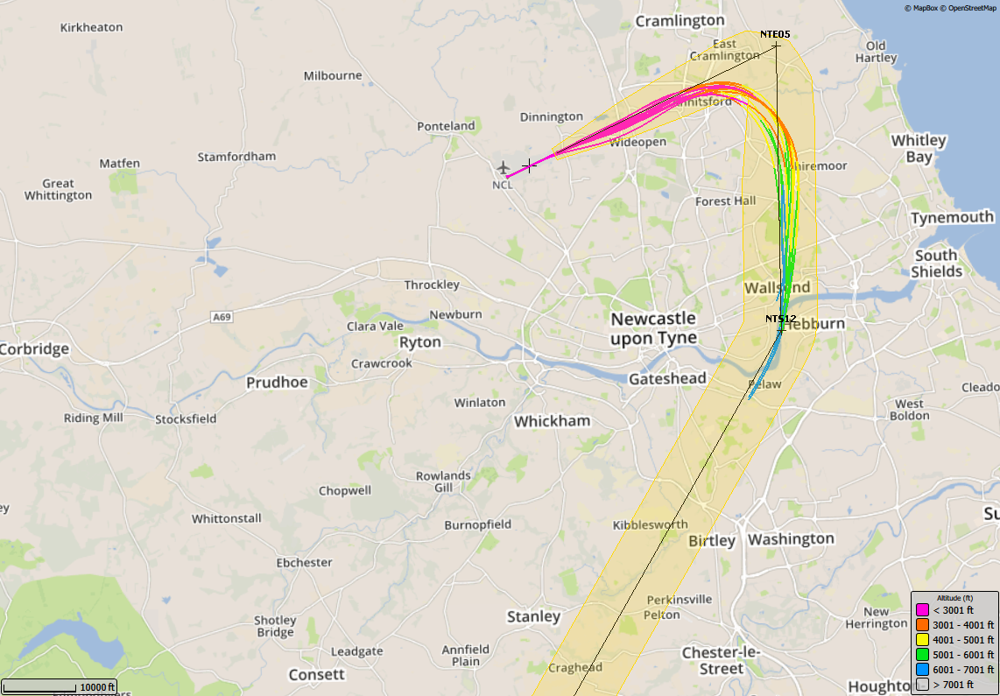 © MapBox © OpenStreetMap
Cramlington
Kirkheaton
NTE05
East
Cramlington
Old
Hartley
Milbourne
Dinnington
Ponteland
Wideopen
Whitley
Bay
Stamfordham
Matfen
NCL
Great
Whittington
Forest Hall
Tynemouth
South
Shields
Throckley
Wallsend
Newburn
A69
Clara Vale
Newcastle
upon Tyne
NTS12
Hebburn
Ryton
Corbridge
Crawcrook
Prudhoe
Gateshead
Pelaw
Cleado
Winlaton
West
Boldon
Riding Mill
Stocksfield
Whickham
Rowlands
Gill
Chopwell
ey
Whittonstall
Burnopfield
Kibblesworth
Su
Birtley
Washington
Ebchester
Perkinsville
Pelton
Stanley
Shotley
Bridge
New
Herrington
Leadgate
Annfield
Plain
Chester-le-
Street
Craghead
Consett
Houghton
10000 ft
Altitude (ft)
< 3001 ft
3001 - 4001 ft
4001 - 5001 ft
5001 - 6001 ft
6001 - 7001 ft
> 7001 ft